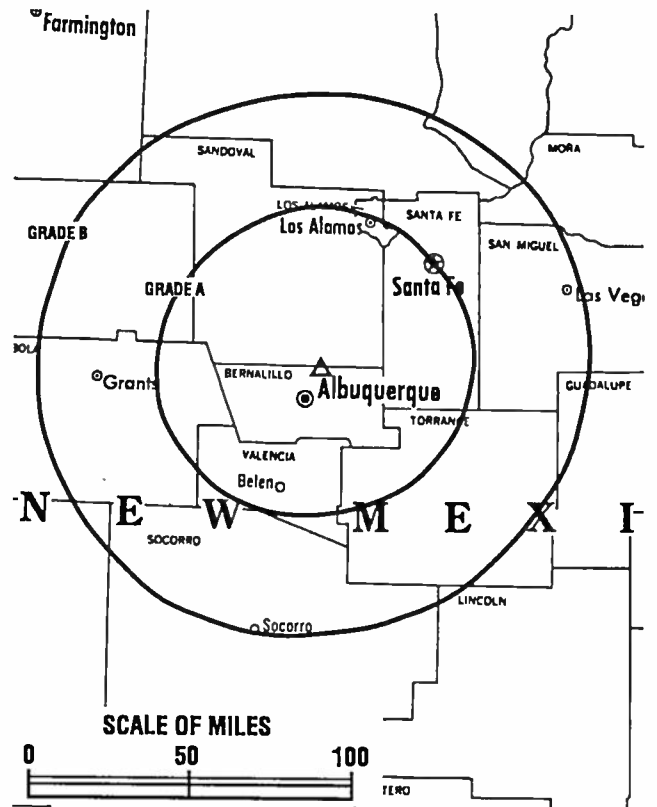 Farmington
SANDOVAL
MORA
LOS ALAMOS
Los Alamos
SANTA FE
GRADE B
SAN MIGUEL
Santa Fe
GRADE A
Las Veg
BOLA
Grants
BERNALILLO
Albuquerque
GUADALUPE
TORRANCE
VALENCIA
Belen
N E W M E X I
SOCORRO
LINCOLN
Socorro
SCALE OF MILES
0 50 100
TERO